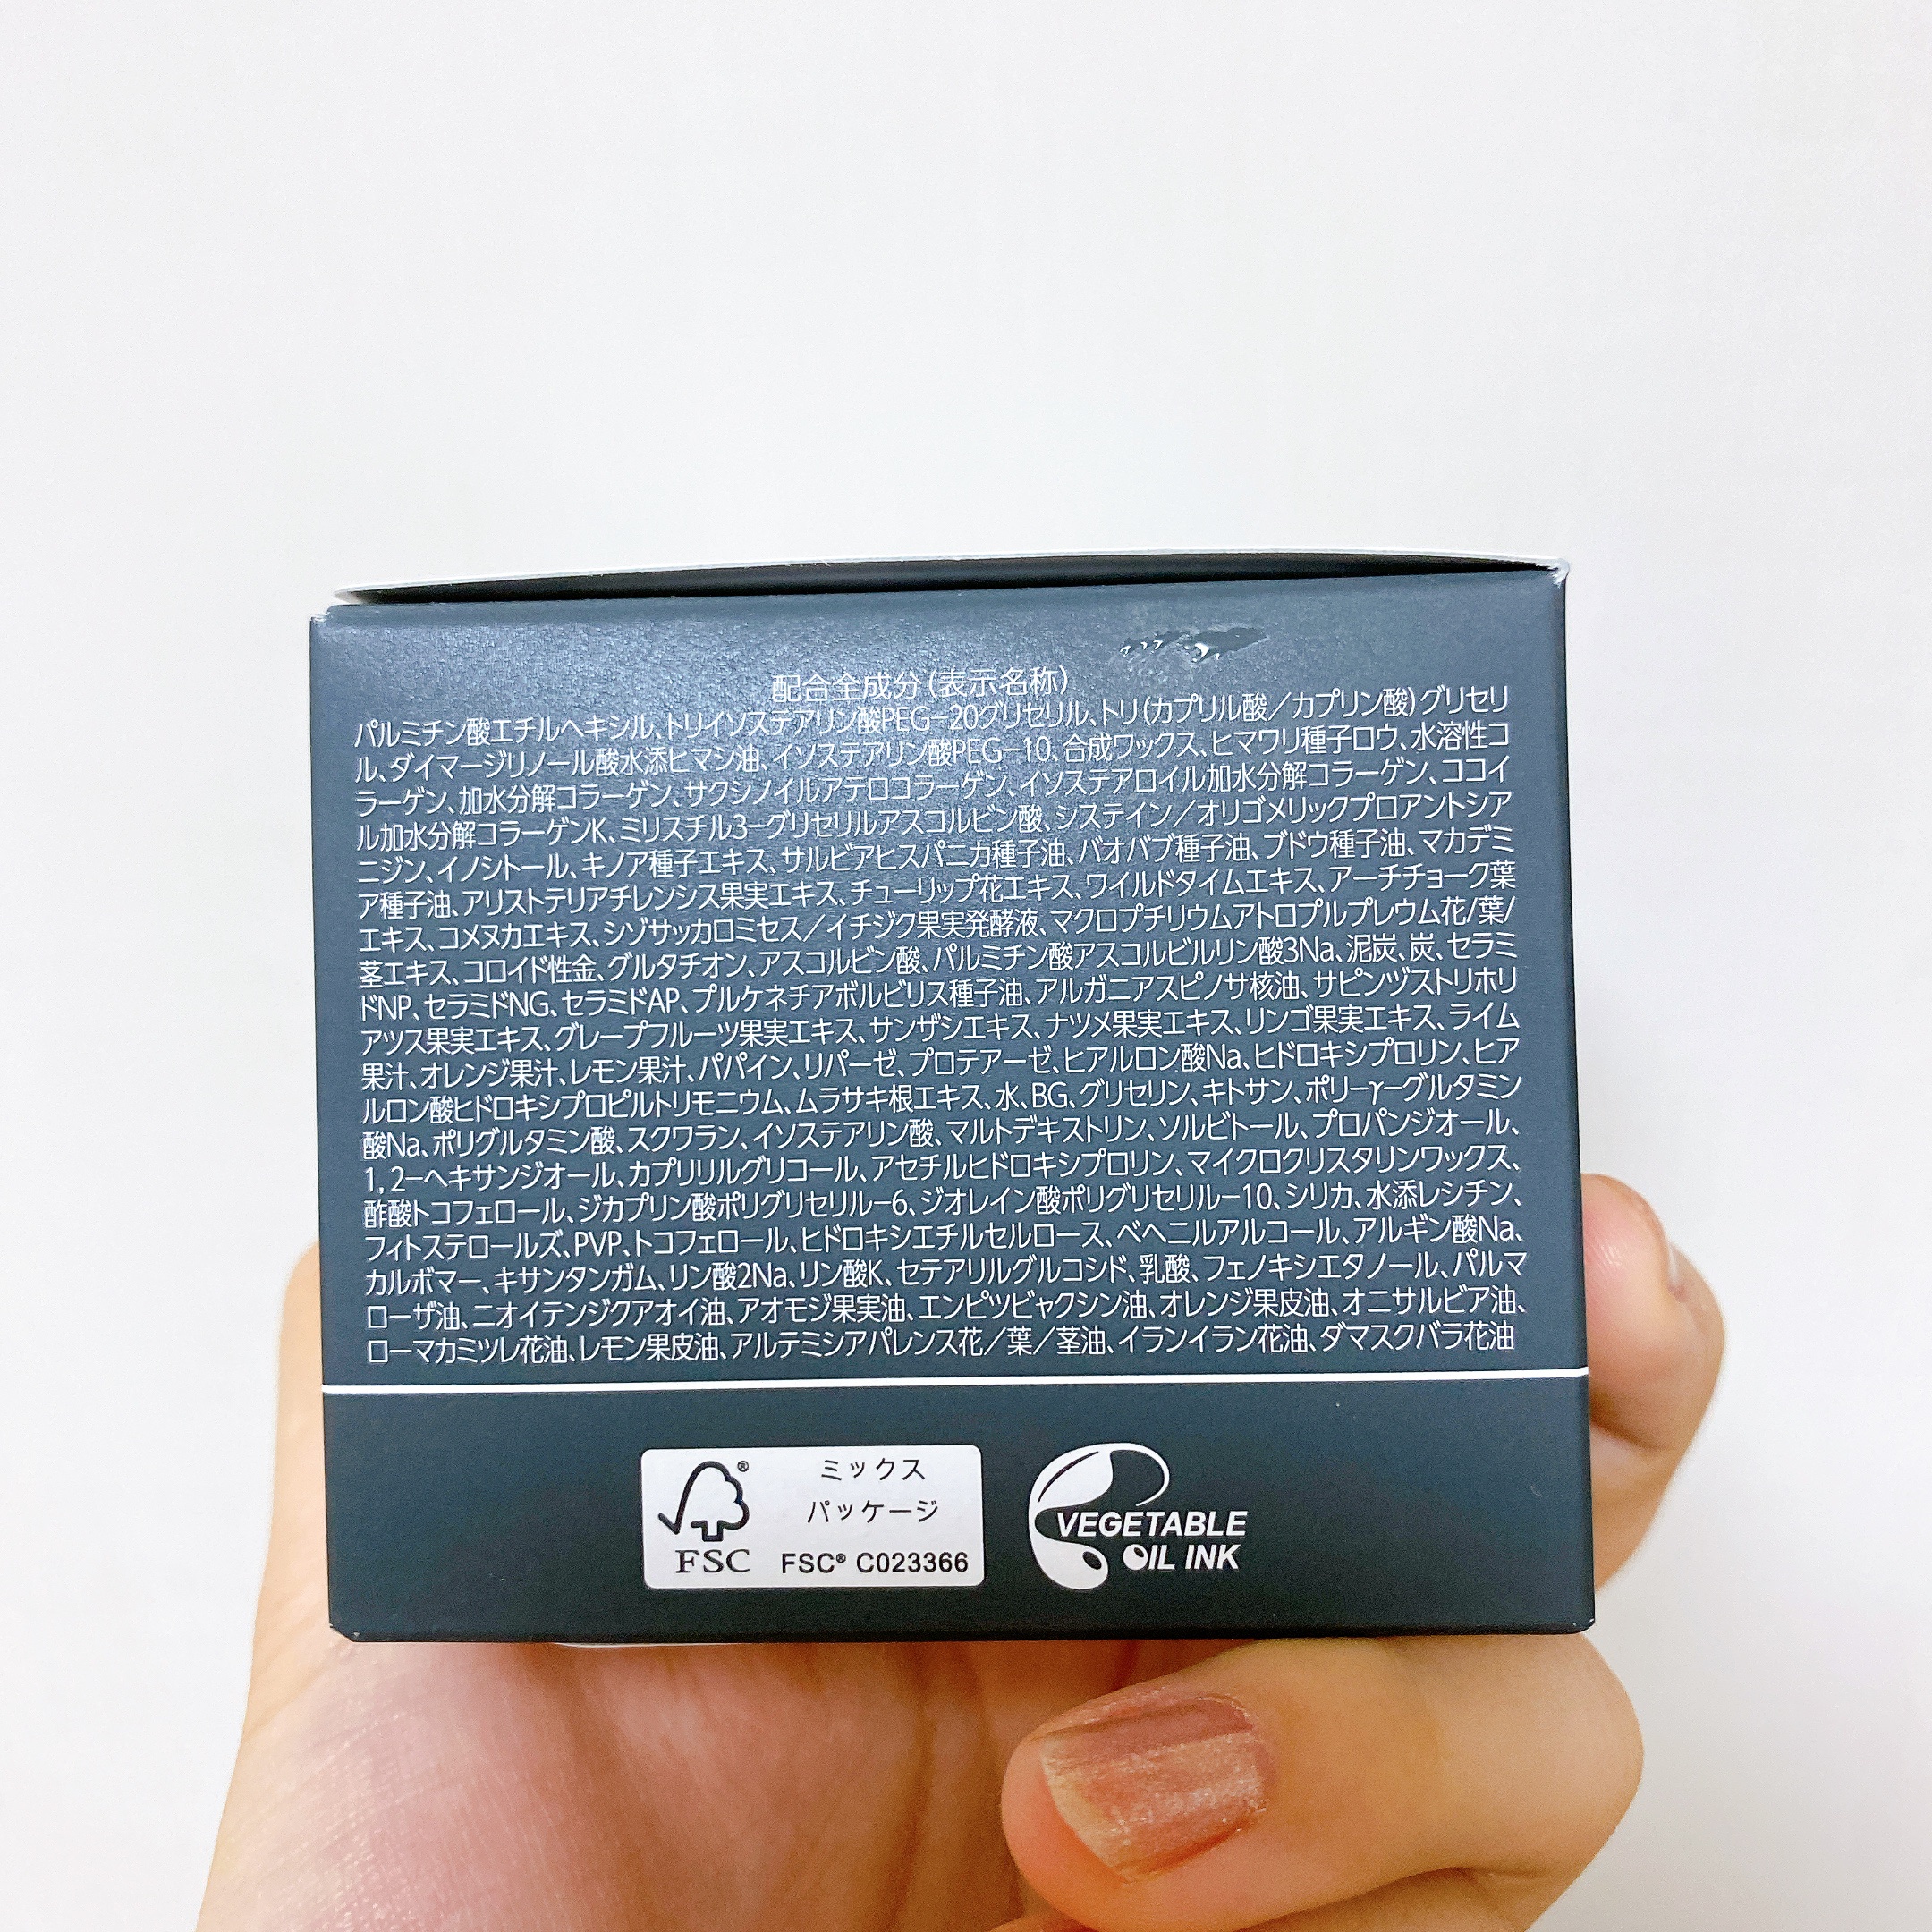 配合全成分(表示名称)
パルミチン酸エチルヘキシル、トリイソステアリン酸PEG-20グリセリル、トリ(カプリル酸/カプリン酸)グリセリ
ル、ダイマージリノール酸水添ヒマシ油、イソステアリン酸PEG-10、合成ワックス、ヒマワリ種子ロウ、水溶性コ
ラーゲン、加水分解コラーゲン、サクシノイルアテロコラーゲン、イソステアロイル加水分解コラーゲン、ココイ
ル加水分解コラーゲンK、ミリスチル3-グリセリルアスコルビン酸、システイン/オリゴメリックプロアントシア
ニジン、イノシトール、キノア種子エキス、サルビアヒスパニカ種子油、バオバブ種子油、ブドウ種子油、マカデミ
ア種子油、アリストテリアチレンシス果実エキス、チューリップ花エキス、ワイルドタイムエキス、アーチチョーク葉
エキス、コメヌカエキス、シゾサッカロミセス/イチジク果実発酵液、マクロプチリウムアトロプルプレウム花/葉/
茎エキス、コロイド性金、グルタチオン、アスコルビン酸、パルミチン酸アスコルビルリン酸3Na、泥炭、炭、セラミ
ドNP、セラミドNG、セラミドAP、プルケネチアボルビリス種子油、アルガニアスピノサ核油、サピンヅストリホリ
アツス果実エキス、グレープフルーツ果実エキス、サンザシエキス、ナツメ果実エキス、リンゴ果実エキス、ライム
果汁、オレンジ果汁、レモン果汁、パパイン、リパーゼ、プロテアーゼ、ヒアルロン酸Na、ヒドロキシプロリン、ヒア
ルロン酸ヒドロキシプロピルトリモニウム、ムラサキ根エキス、水、BG、グリセリン、キトサン、ポリ-γ-グルタミン
酸Na、ポリグルタミン酸、スクワラン、イソステアリン酸、マルトデキストリン、ソルビトール、プロパンジオール、
1,2-ヘキサンジオール、カプリリルグリコール、アセチルヒドロキシプロリン、マイクロクリスタリンワックス、
酢酸トコフェロール、ジカプリン酸ポリグリセリル-6、ジオレイン酸ポリグリセリル-10、シリカ、水添レシチン、
フィトステロールズ、PVP、トコフェロール、ヒドロキシエチルセルロース、ベヘニルアルコール、アルギン酸Na、
カルボマー、キサンタンガム、リン酸2Na、リン酸K、セテアリルグルコシド、乳酸、フェノキシエタノール、パルマ
ローザ油、ニオイテンジクアオイ油、アオモジ果実油、エンピツビャクシン油、オレンジ果皮油、オニサルビア油、
ローマカミツレ花油、レモン果皮油、アルテミシアパレンス花/葉/茎油、イランイラン花油、ダマスクバラ花油
ミックス
パッケージ
FSC
FSC® C023366
VEGETABLE
OIL INK